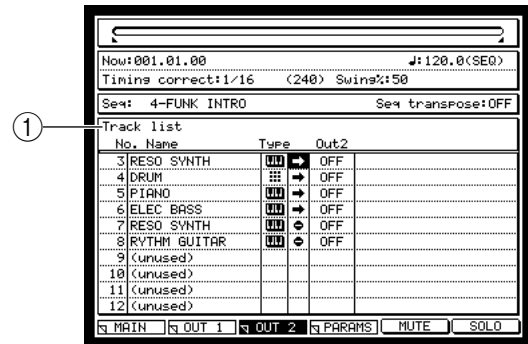 Now:001.01.00 ♩:120.0(SEQ)
Timing correct:1/16 (240) Swing%:50
Seq: 4-FUNK INTRO Seq transpose:OFF
1
Track list
No. Name Type Out2
3 RESO SYNTH OFF
4 DRUM OFF
5 PIANO OFF
6 ELEC BASS OFF
7 RESO SYNTH OFF
8 RYTHM GUITAR OFF
9 (unused)
10 (unused)
11 (unused)
12 (unused)
MAIN OUT 1 OUT 2 PARAMS MUTE SOLO